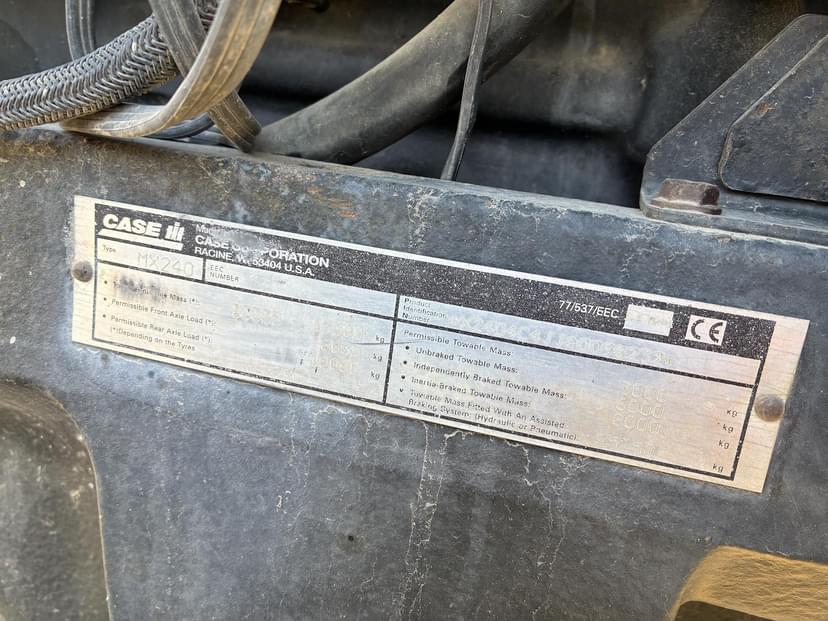 CASE IH
CASE CORPORATION
RACINE, WI 53404 U.S.A.
77/537/EEC
CE
Type
MX240
EEC
NUMBER
Mass (*):
Permissible Front Axle Load (*):
kg
Permissible Rear Axle Load (*):
kg
(*)Depending on the Tyres
kg
Product
Identification
Number
Permissible Towable Mass:
• Unbraked Towable Mass:
kg
• Independently Braked Towable Mass:
kg
• Inertia-Braked Towable Mass:
kg
• Towable Mass Fitted With An Assisted
Braking System: (Hydraulic or Pneumatic):
kg